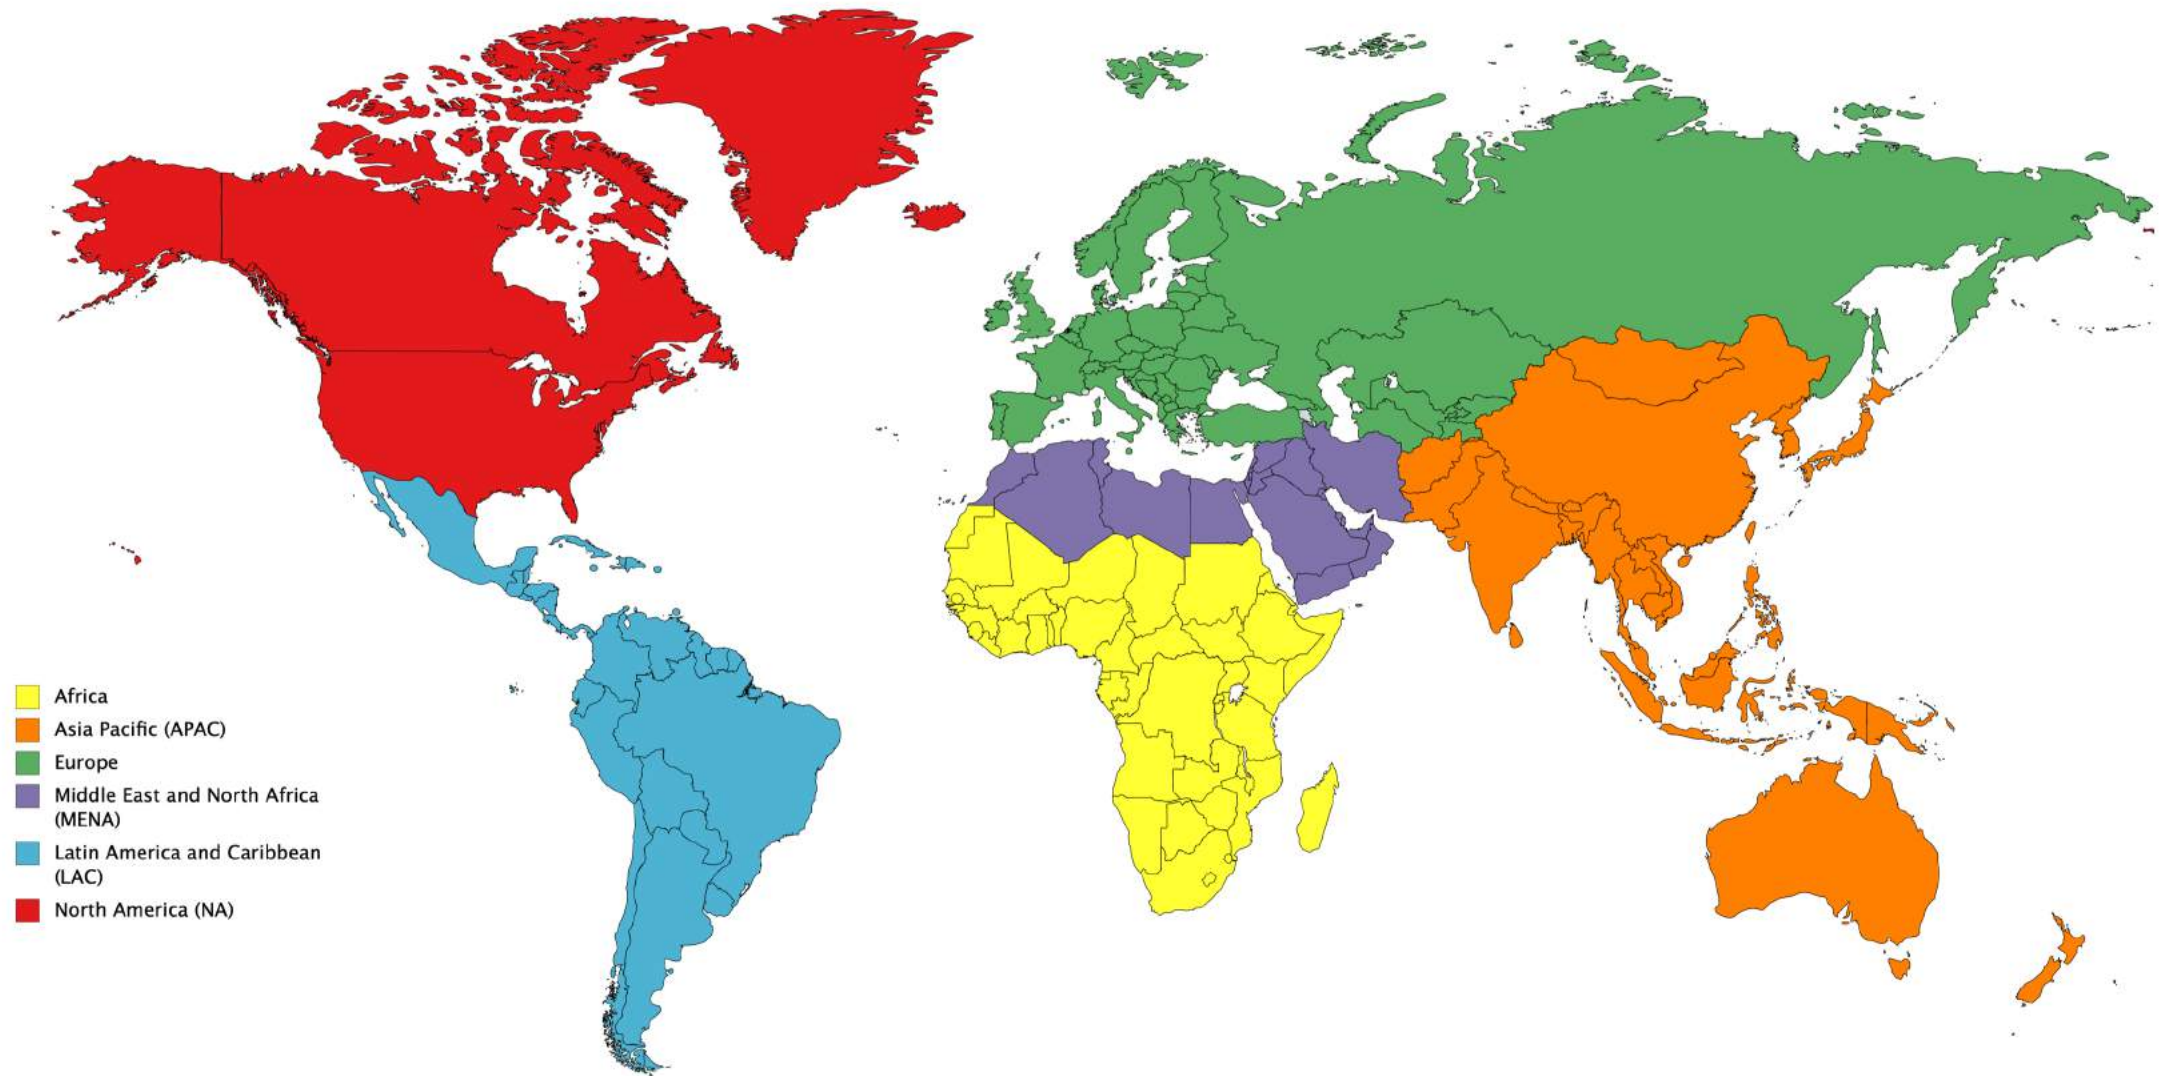 Africa
Asia Pacific (APAC)
Europe
Middle East and North Africa
(MENA)
Latin America and Caribbean
(LAC)
North America (NA)